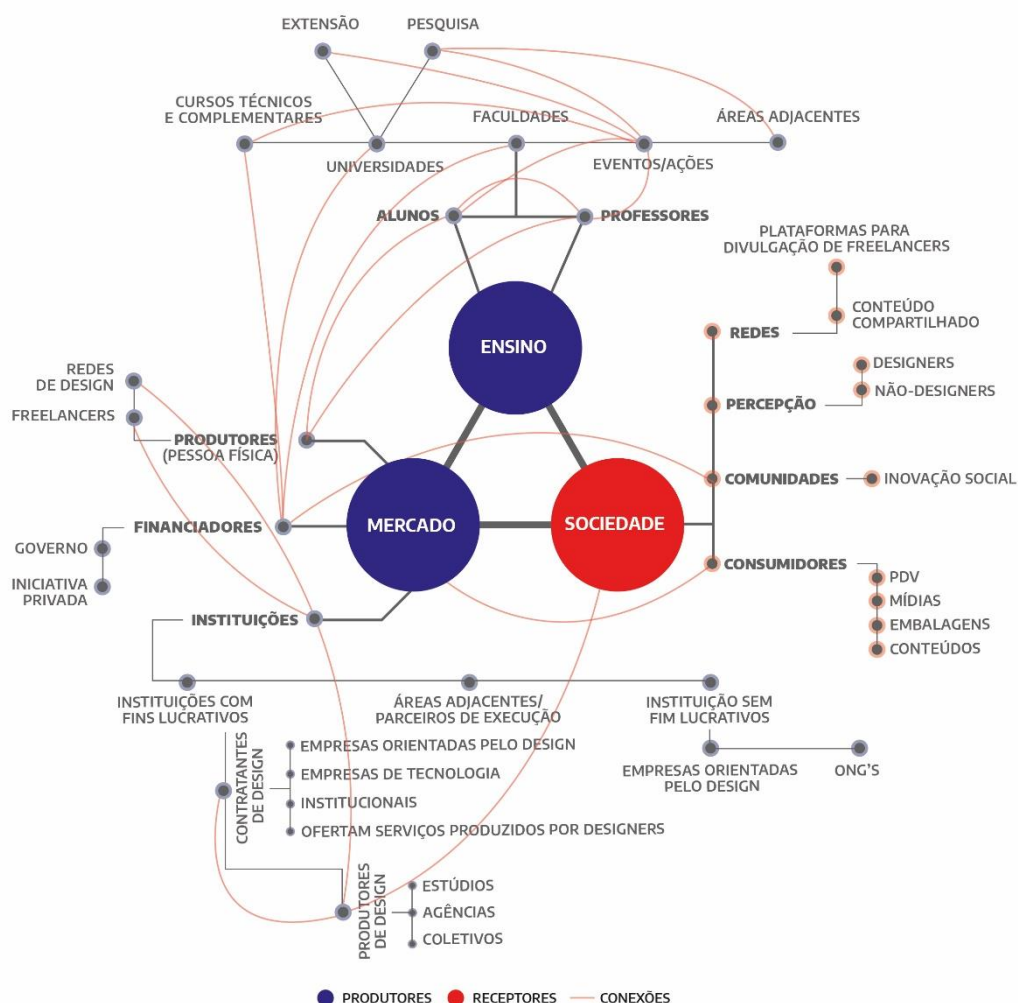 EXTENSÃO
PESQUISA
CURSOS TÉCNICOS
E COMPLEMENTARES
FACULDADES
ÁREAS ADJACENTES
UNIVERSIDADES
EVENTOS/AÇÕES
ALUNOS
PROFESSORES
PLATAFORMAS PARA
DIVULGAÇÃO DE FREELANCERS
ENSINO
REDES
CONTEÚDO
COMPARTILHADO
REDES
DE DESIGN
FREELANCERS
PRODUTORES
(PESSOA FÍSICA)
PERCEPÇÃO
DESIGNERS
NÃO-DESIGNERS
COMUNIDADES
INOVAÇÃO SOCIAL
FINANCIADORES
MERCADO
SOCIEDADE
GOVERNO
INICIATIVA
PRIVADA
CONSUMIDORES
PDV
MÍDIAS
EMBALAGENS
CONTEÚDOS
INSTITUIÇÕES
INSTITUIÇÕES COM
FINS LUCRATIVOS
ÁREAS ADJACENTES/
PARCEIROS DE EXECUÇÃO
INSTITUIÇÃO SEM
FIM LUCRATIVOS
EMPRESAS ORIENTADAS
PELO DESIGN
ONG'S
CONTRATANTES
DE DESIGN
EMPRESAS ORIENTADAS PELO DESIGN
EMPRESAS DE TECNOLOGIA
INSTITUCIONAIS
OFERTAM SERVIÇOS PRODUZIDOS POR DESIGNERS
PRODUTORES
DE DESIGN
ESTÚDIOS
AGÊNCIAS
COLETIVOS
PRODUTORES
RECEPTORES
CONEXÕES